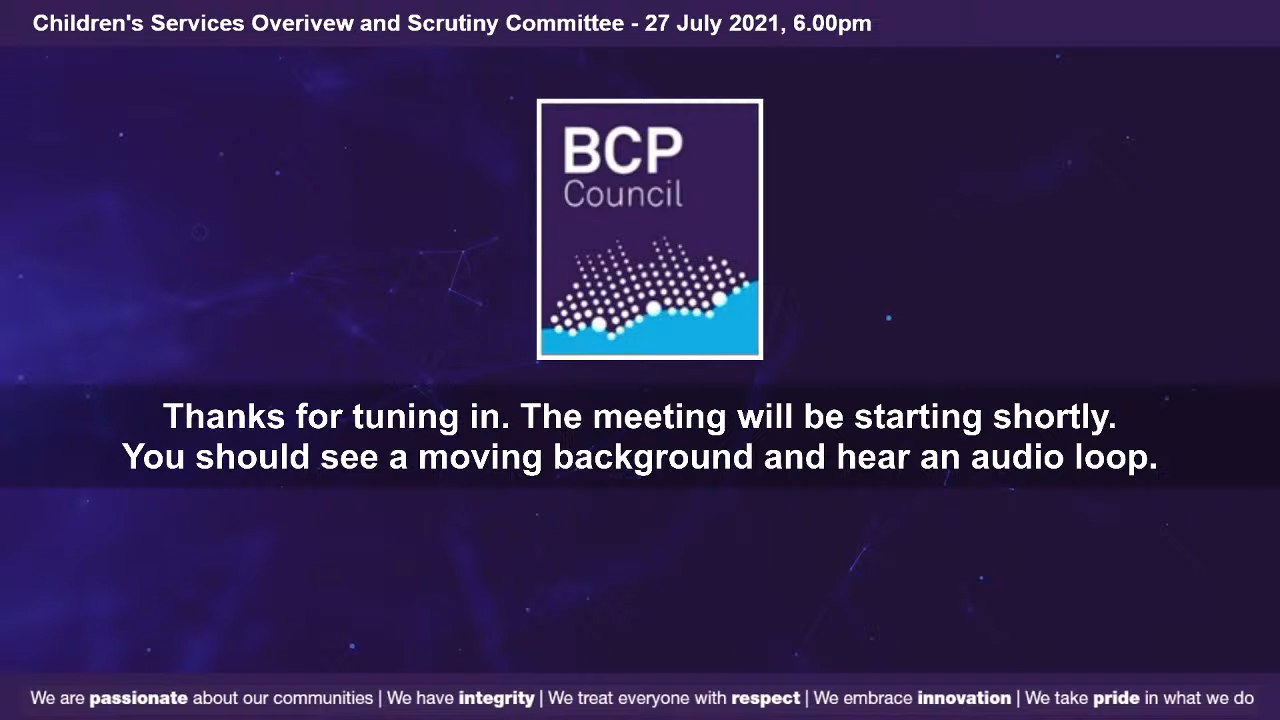 Children's Services Overivew and Scrutiny Committee - 27 July 2021, 6.00pm
BCP
Council
Thanks for tuning in. The meeting will be starting shortly.
You should see a moving background and hear an audio loop.
We are passionate about our communities | We have integrity | We treat everyone with respect | We embrace innovation | We take pride in what we do